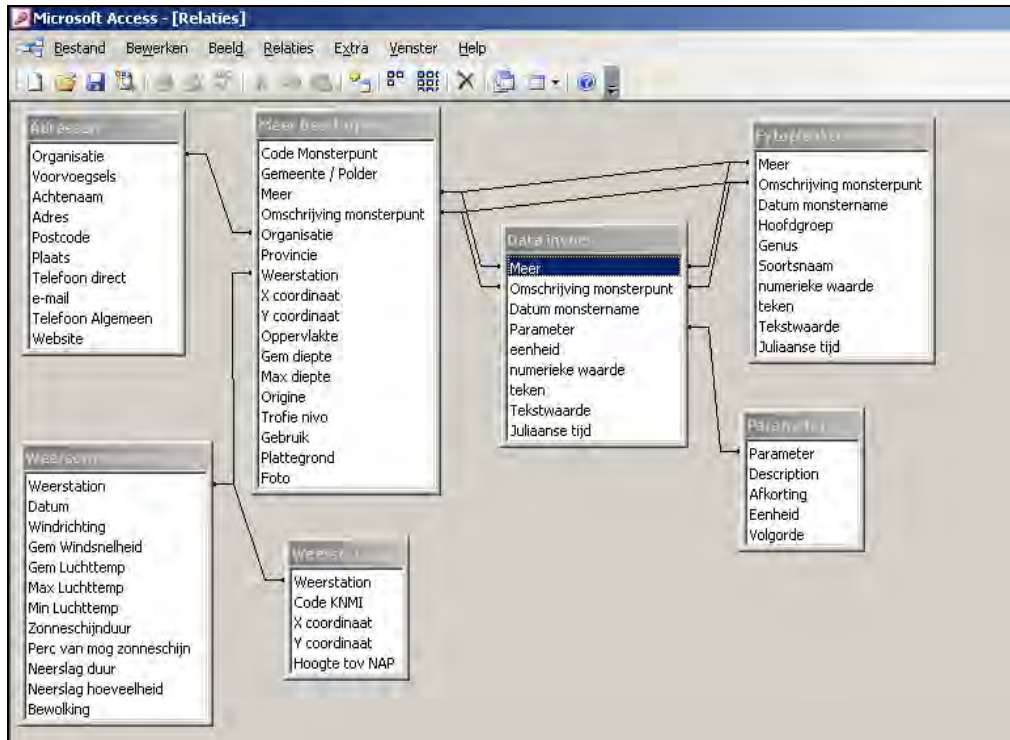 Microsoft Access - [Relaties]
Bestand Bewerken Beeld Relaties Extra Venster Help
Adressen
Organisatie
Voorvoegsels
Achtenaam
Adres
Postcode
Plaats
Telefoon direct
e-mail
Telefoon Algemeen
Website
Meer
Code Monsterpunt
Gemeente / Polder
Meer
Omschrijving monsterpunt
Organisatie
Provincie
Weerstation
X coordinaat
Y coordinaat
Oppervlakte
Gem diepte
Max diepte
Origine
Trofie nivo
Gebruik
Plattegrond
Foto
Data invoer
Meer
Omschrijving monsterpunt
Datum monstername
Parameter
eenheid
numerieke waarde
teken
Tekstwaarde
Juliaanse tijd
Meer
Omschrijving monsterpunt
Datum monstername
Hoofdgroep
Genus
Soortsnaam
numerieke waarde
teken
Tekstwaarde
Juliaanse tijd
Parameter
Description
Afkorting
Eenheid
Volgorde
Weerstation
Datum
Windrichting
Gem Windsnelheid
Gem Luchttemp
Max Luchttemp
Min Luchttemp
Zonneschijnduur
Perc van mog zonneschijn
Neerslag duur
Neerslag hoeveelheid
Bewolking
Weerstation
Code KNMI
X coordinaat
Y coordinaat
Hoogte tov NAP